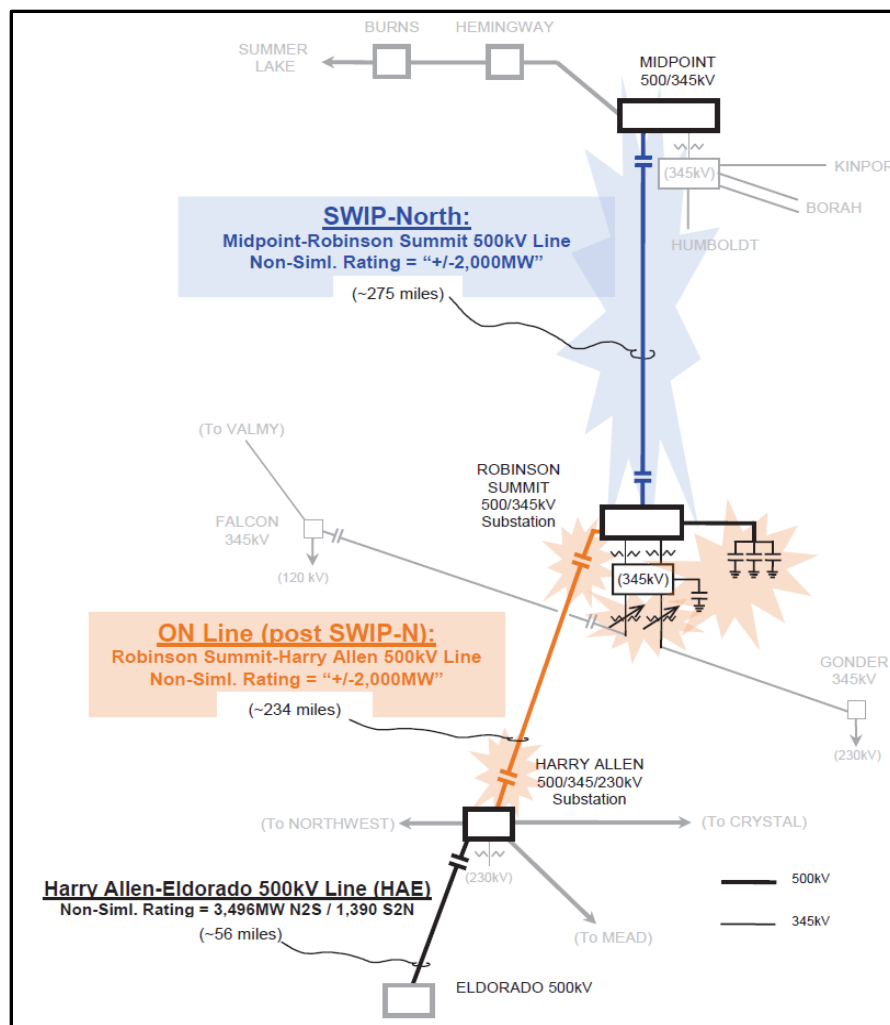 BURNS
HEMINGWAY
SUMMER
LAKE
MIDPOINT
500/345kV
(345kV)
KINPOR
BORAH
HUMBOLDT
SWIP-North:
Midpoint-Robinson Summit 500kV Line
Non-Siml. Rating = “+/-2,000MW”
(~275 miles)
(To VALMY)
ROBINSON
SUMMIT
500/345kV
Substation
FALCON
345kV
(120 kV)
(345kV)
ON Line (post SWIP-N):
Robinson Summit-Harry Allen 500kV Line
Non-Siml. Rating = “+/-2,000MW”
(~234 miles)
GONDER
345kV
(230kV)
HARRY ALLEN
500/345/230kV
Substation
(To NORTHWEST)
(To CRYSTAL)
(230kV)
Harry Allen-Eldorado 500kV Line (HAE)
Non-Siml. Rating = 3,496MW N2S / 1,390 S2N
(~56 miles)
(To MEAD)
500kV
345kV
ELDORADO 500kV